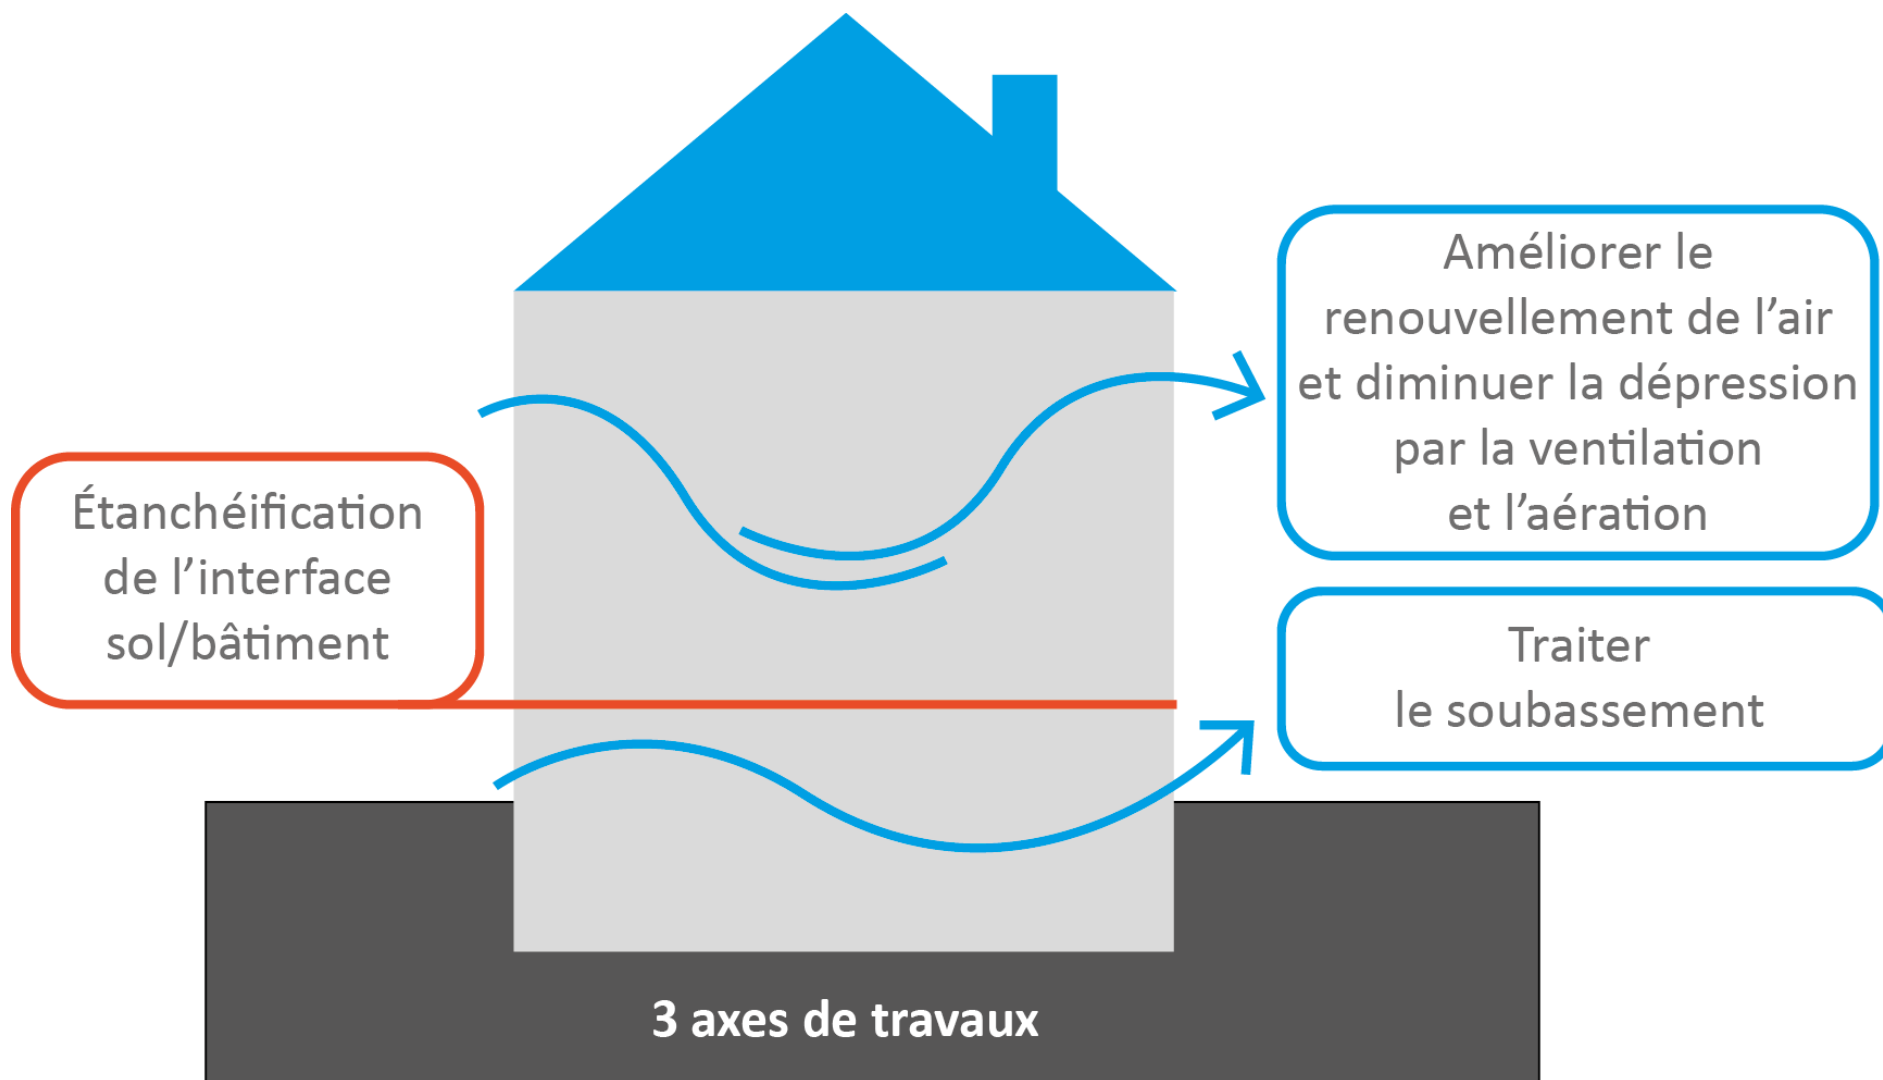 Améliorer le
renouvellement de l’air
et diminuer la dépression
par la ventilation
et l’aération
Étanchéification
de l’interface
sol/bâtiment
Traiter
le soubassement
3 axes de travaux